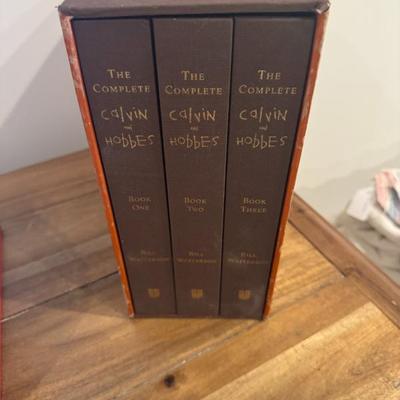 THE
COMPLETE
CALVIN
AND
HOBBES
BOOK
ONE
BILL
WATTERSON
THE
COMPLETE
CALVIN
AND
HOBBES
BOOK
TWO
BILL
WATTERSON
THE
COMPLETE
CALVIN
AND
HOBBES
BOOK
THREE
BILL
WATTERSON